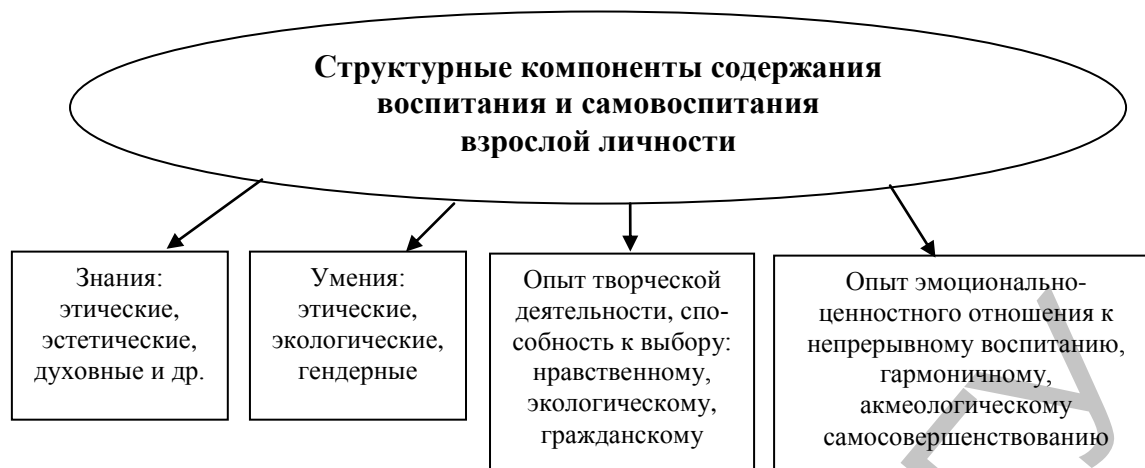 Структурные компоненты содержания
воспитания и самовоспитания
взрослой личности
Знания:
этические,
эстетические,
духовные и др.
Умения:
этические,
экологические,
гендерные
Опыт творческой
деятельности, спо-
собность к выбору:
нравственному,
экологическому,
гражданскому
Опыт эмоционально-
ценностного отношения к
непрерывному воспитанию,
гармоничному,
акмеологическому
самосовершенствованию
ГУ